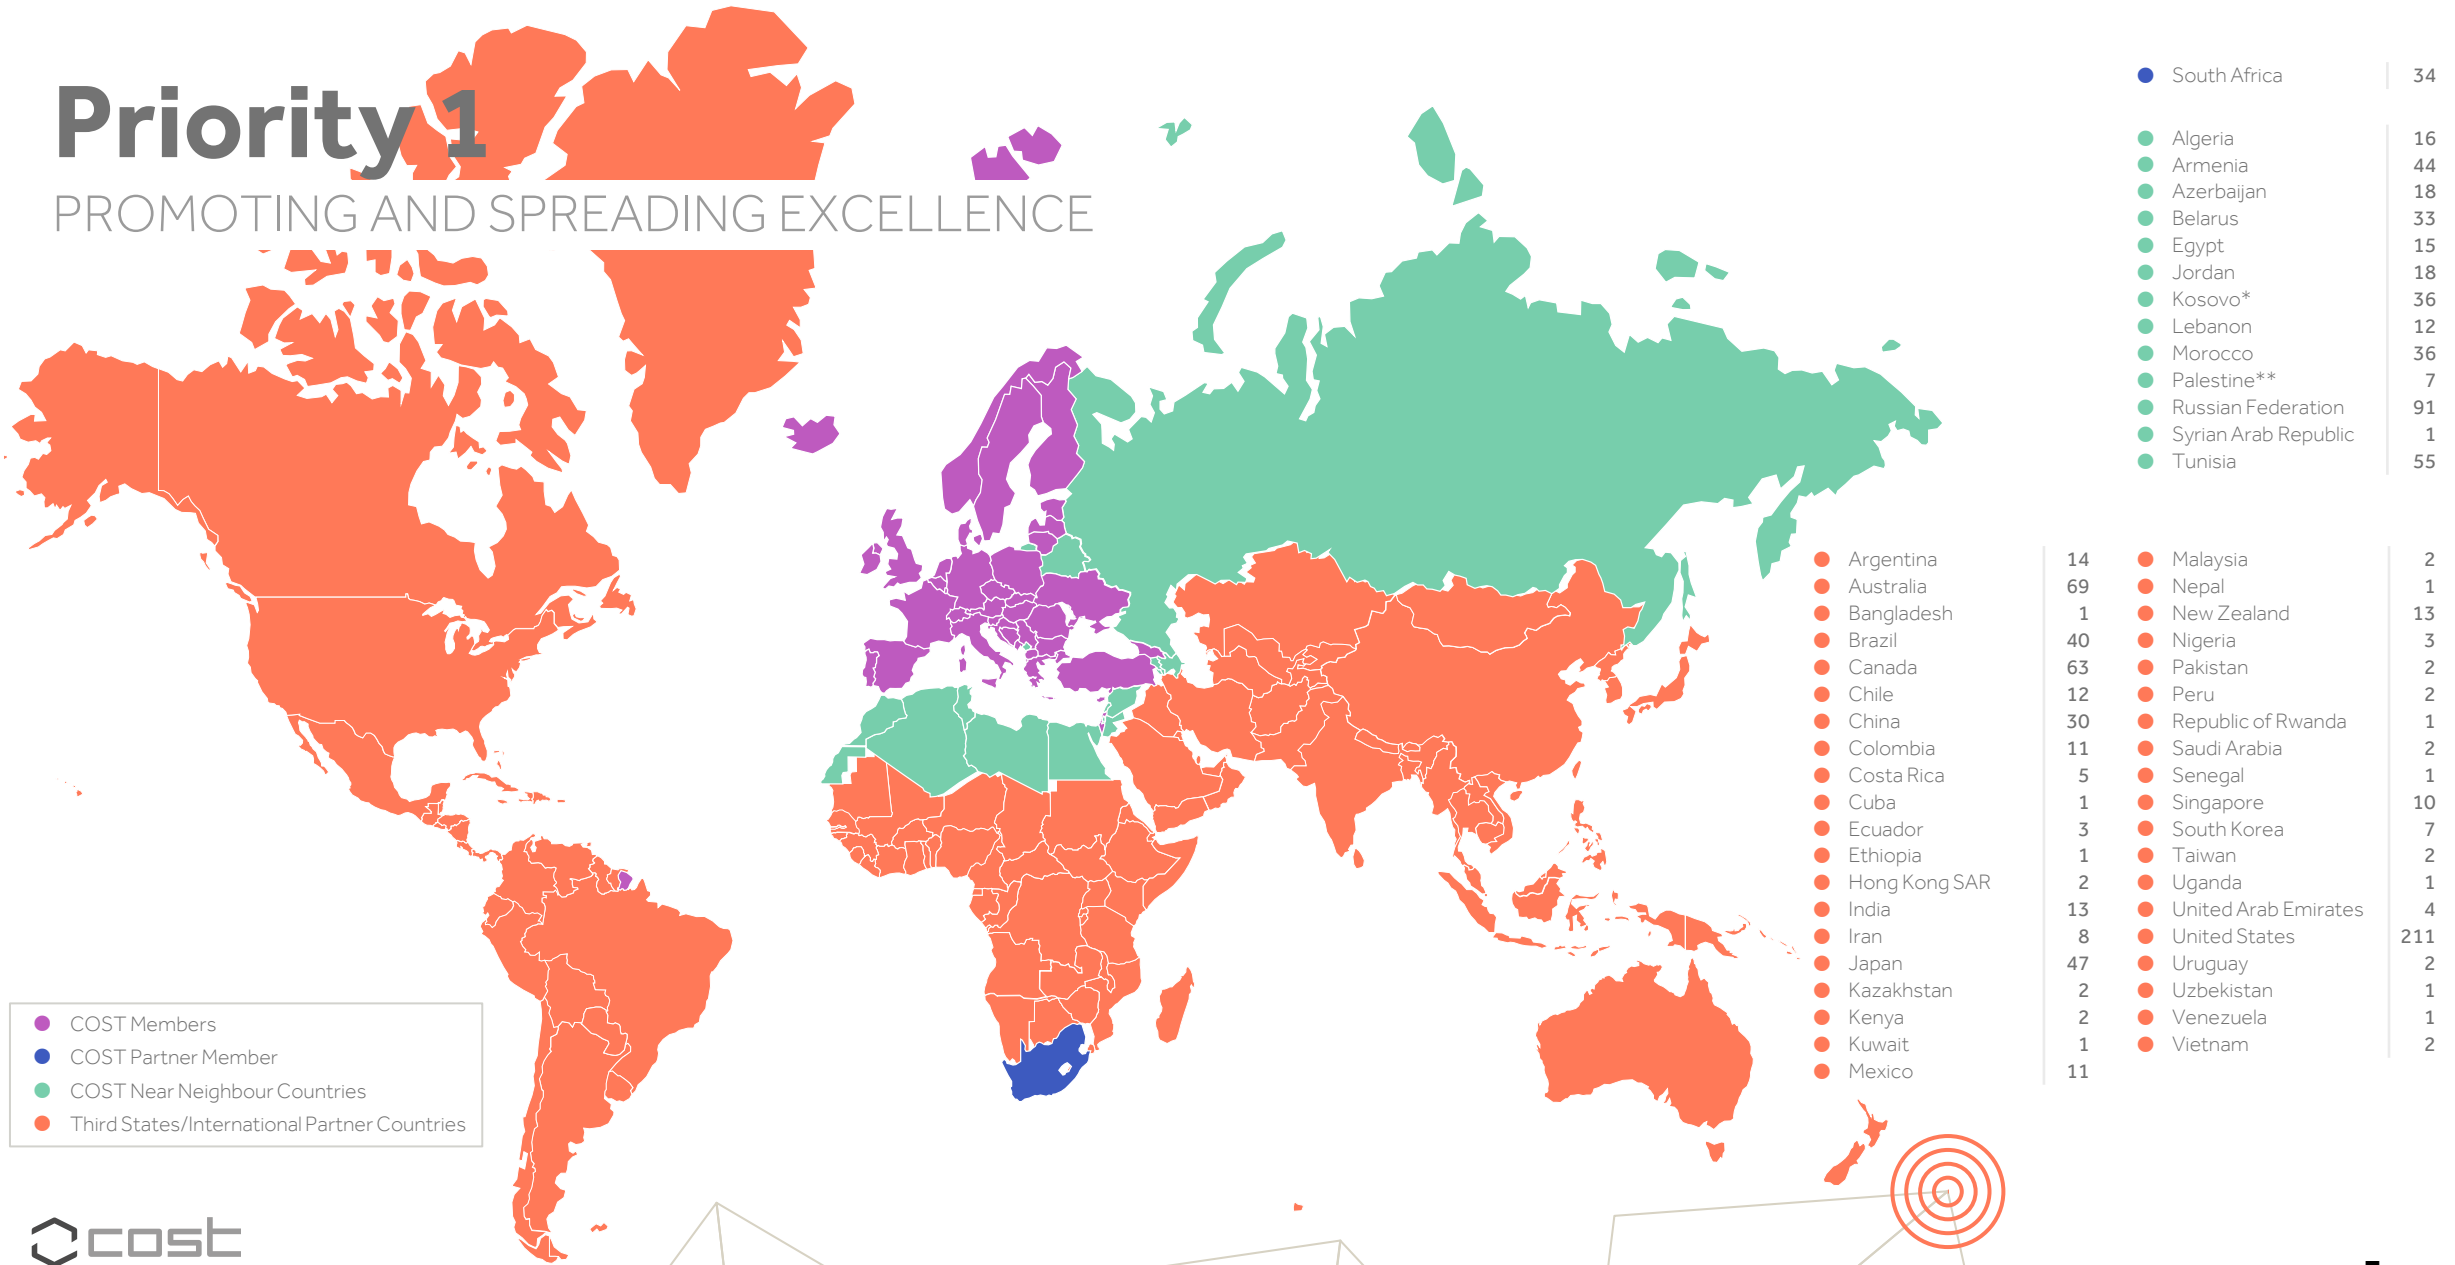 Priority 1
PROMOTING AND SPREADING EXCELLENCE
South Africa 34
Algeria 16
Armenia 44
Azerbaijan 18
Belarus 33
Egypt 15
Jordan 18
Kosovo* 36
Lebanon 12
Morocco 36
Palestine** 7
Russian Federation 91
Syrian Arab Republic 1
Tunisia 55
Argentina 14
Australia 69
Bangladesh 1
Brazil 40
Canada 63
Chile 12
China 30
Colombia 11
Costa Rica 5
Cuba 1
Ecuador 3
Ethiopia 1
Hong Kong SAR 2
India 13
Iran 8
Japan 47
Kazakhstan 2
Kenya 2
Kuwait 1
Mexico 11
Malaysia 2
Nepal 1
New Zealand 13
Nigeria 3
Pakistan 2
Peru 2
Republic of Rwanda 1
Saudi Arabia 2
Senegal 1
Singapore 10
South Korea 7
Taiwan 2
Uganda 1
United Arab Emirates 4
United States 211
Uruguay 2
Uzbekistan 1
Venezuela 1
Vietnam 2
COST Members
COST Partner Member
COST Near Neighbour Countries
Third States/International Partner Countries
cost